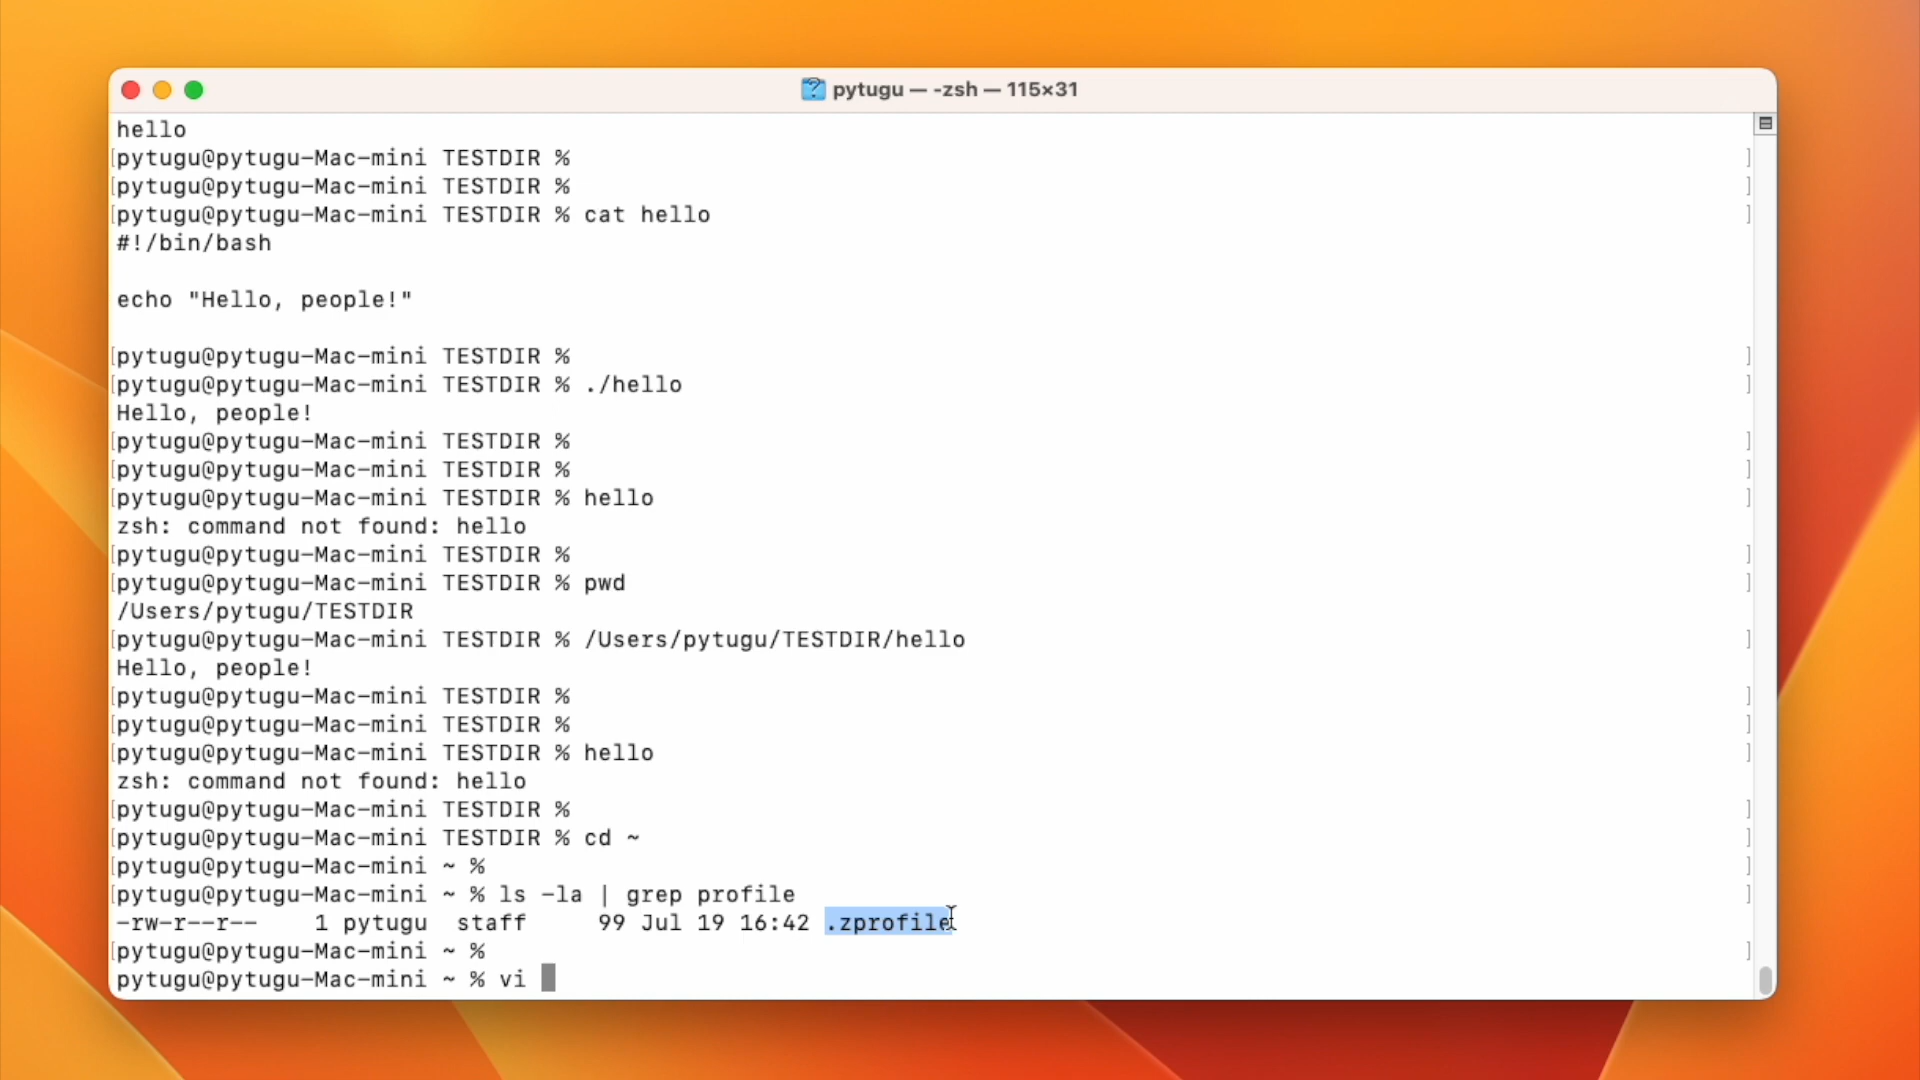 pytugu — -zsh — 115×31
hello
[pytugu@pytugu-Mac-mini TESTDIR % ]
[pytugu@pytugu-Mac-mini TESTDIR % ]
[pytugu@pytugu-Mac-mini TESTDIR % cat hello ]
#!/bin/bash
echo "Hello, people!"
[pytugu@pytugu-Mac-mini TESTDIR % ]
[pytugu@pytugu-Mac-mini TESTDIR % ./hello ]
Hello, people!
[pytugu@pytugu-Mac-mini TESTDIR % ]
[pytugu@pytugu-Mac-mini TESTDIR % ]
[pytugu@pytugu-Mac-mini TESTDIR % hello ]
zsh: command not found: hello
[pytugu@pytugu-Mac-mini TESTDIR % ]
[pytugu@pytugu-Mac-mini TESTDIR % pwd ]
/Users/pytugu/TESTDIR
[pytugu@pytugu-Mac-mini TESTDIR % /Users/pytugu/TESTDIR/hello ]
Hello, people!
[pytugu@pytugu-Mac-mini TESTDIR % ]
[pytugu@pytugu-Mac-mini TESTDIR % ]
[pytugu@pytugu-Mac-mini TESTDIR % hello ]
zsh: command not found: hello
[pytugu@pytugu-Mac-mini TESTDIR % ]
[pytugu@pytugu-Mac-mini TESTDIR % cd ~ ]
[pytugu@pytugu-Mac-mini ~ % ]
[pytugu@pytugu-Mac-mini ~ % ls -la | grep profile ]
-rw-r--r--    1 pytugu  staff     99 Jul 19 16:42 .zprofile
[pytugu@pytugu-Mac-mini ~ % ]
pytugu@pytugu-Mac-mini ~ % vi